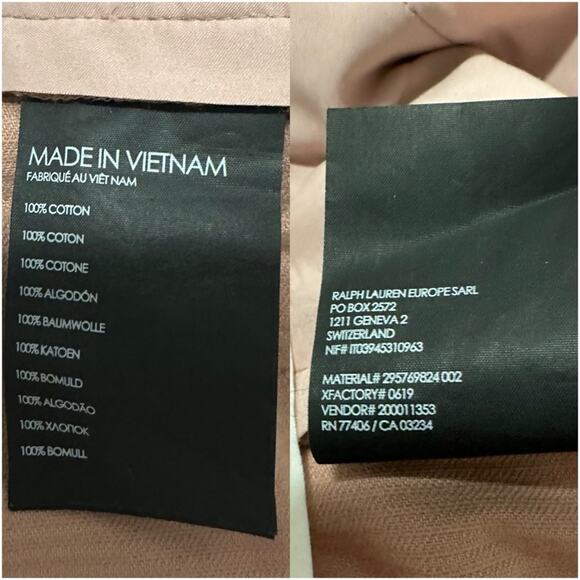 MADE IN VIETNAM
FABRIQUÉ AU VIÊT NAM
100% COTTON
100% COTON
100% COTONE
100% ALGODÓN
100% BAUMWOLLE
100% KATOEN
100% BOMULD
100% ALGODÃO
100% ХЛОПОК
100% BOMULL
RALPH LAUREN EUROPE SARL
PO BOX 2572
1211 GENEVA 2
SWITZERLAND
NIF# IT03945310963
MATERIAL# 295769824 002
XFACTORY# 0619
VENDOR# 200011353
RN 77406 / CA 03234